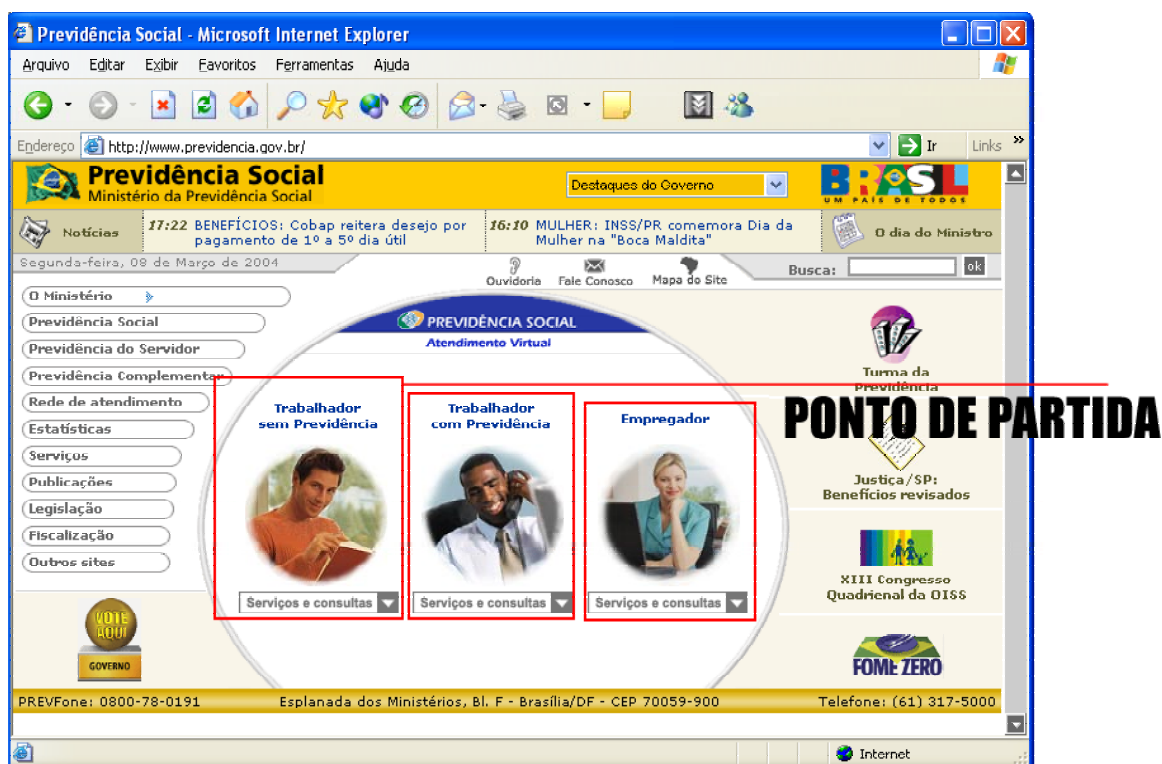 Previdência Social - Microsoft Internet Explorer
Arquivo Editar Exibir Favoritos Ferramentas Ajuda
Endereço http://www.previdencia.gov.br/ Ir Links »
Previdência Social
Ministério da Previdência Social
Destaques do Governo
BRASIL
UM PAÍS DE TODOS
Notícias
17:22 BENEFÍCIOS: Cobap reitera desejo por
pagamento de 1º a 5º dia útil
16:10 MULHER: INSS/PR comemora Dia da
Mulher na "Boca Maldita"
O dia do Ministro
Segunda-feira, 08 de Março de 2004
Ouvidoria Fale Conosco Mapa do Site
Busca: ok
O Ministério
Previdência Social
Previdência do Servidor
Previdência Complementar
Rede de atendimento
Estatísticas
Serviços
Publicações
Legislação
Fiscalização
Outros sites
VOTE
AQUI
GOVERNO
PREVIDÊNCIA SOCIAL
Atendimento Virtual
Trabalhador
sem Previdência
Serviços e consultas
Trabalhador
com Previdência
Serviços e consultas
Empregador
Serviços e consultas
Turma da
Previdência
PONTO DE PARTIDA
Justiça/SP:
Benefícios revisados
XIII Congresso
Quadrienal da OISS
FOME ZERO
PREVFone: 0800-78-0191 Esplanada dos Ministérios, Bl. F - Brasília/DF - CEP 70059-900 Telefone: (61) 317-5000
Internet